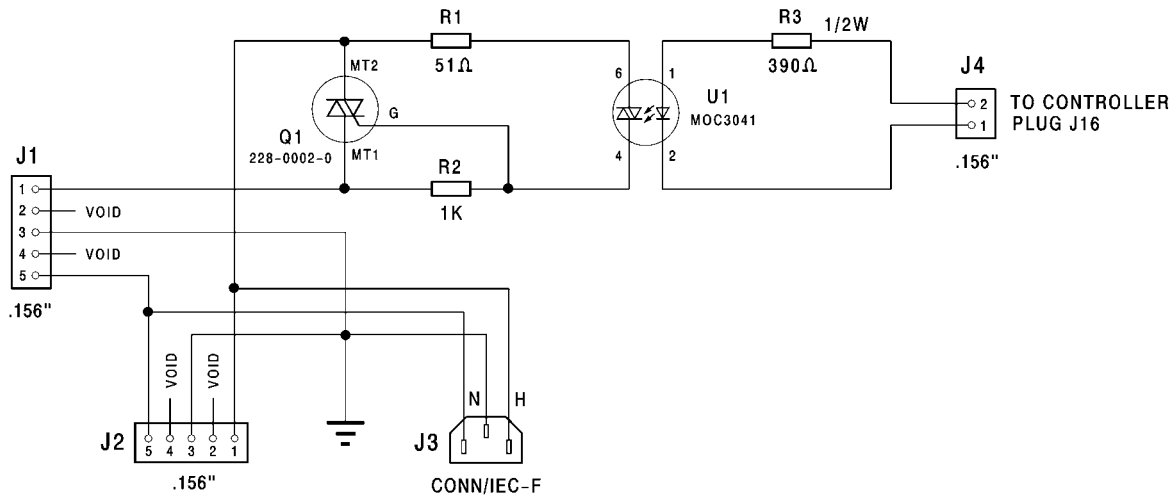 R1
51Ω
MT2
G
Q1
228-0002-0
MT1
R2
1K
6
4
1
2
U1
MOC3041
R3
1/2W
390Ω
J4
2
1
TO CONTROLLER
PLUG J16
.156"
J1
1
2
VOID
3
4
VOID
5
.156"
VOID
VOID
J2
5
4
3
2
1
.156"
N
H
J3
CONN/IEC-F